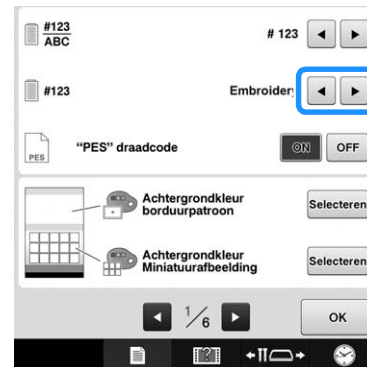 #123
ABC
# 123
#123
Embroider
PES
"PES" draadcode
ON
OFF
Achtergrondkleur
borduurpatroon
Selecteren
Achtergrondkleur
Miniatuurafbeelding
Selecteren
1/6
OK